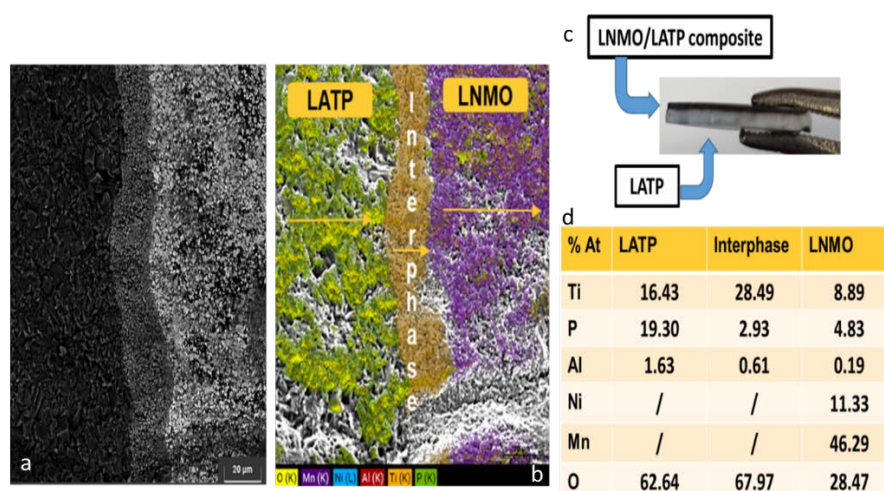 a
20 µm
LATP
LNMO
Interphase
O (K) Mn (K) Ni (L) Al (K) Ti (K) P (K)
b
c
LNMO/LATP composite
LATP
d
% At LATP Interphase LNMO
Ti 16.43 28.49 8.89
P 19.30 2.93 4.83
Al 1.63 0.61 0.19
Ni / / 11.33
Mn / / 46.29
O 62.64 67.97 28.47